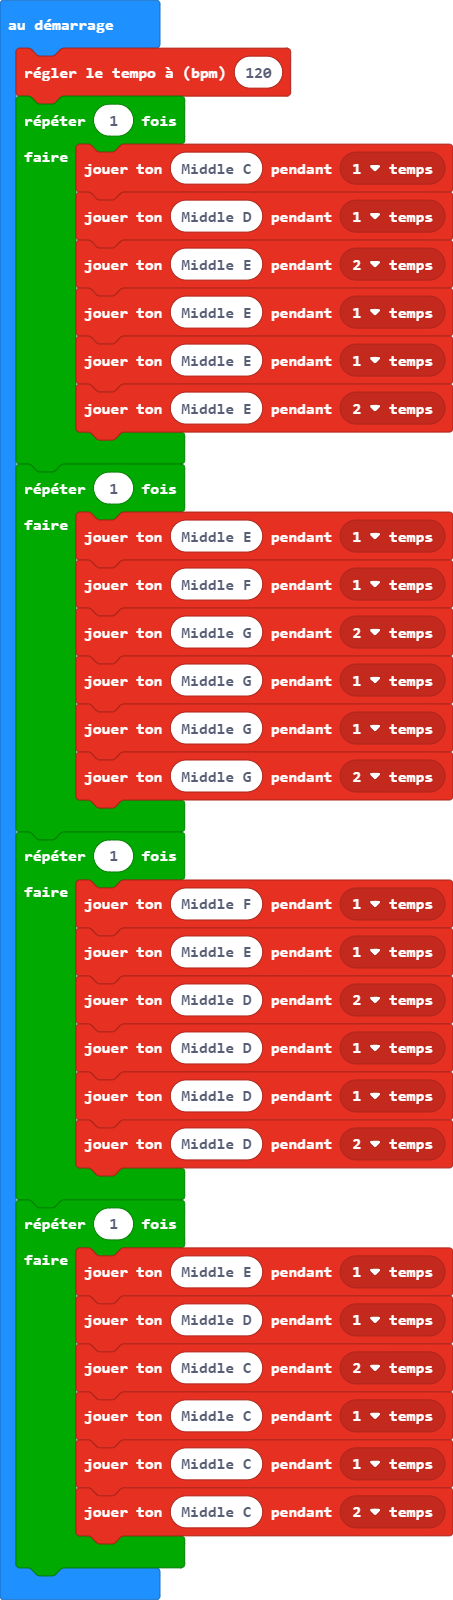 au démarrage
régler le tempo à (bpm) 120
répéter 1 fois
faire jouer ton Middle C pendant 1 temps
jouer ton Middle D pendant 1 temps
jouer ton Middle E pendant 2 temps
jouer ton Middle E pendant 1 temps
jouer ton Middle E pendant 1 temps
jouer ton Middle E pendant 2 temps
répéter 1 fois
faire jouer ton Middle E pendant 1 temps
jouer ton Middle F pendant 1 temps
jouer ton Middle G pendant 2 temps
jouer ton Middle G pendant 1 temps
jouer ton Middle G pendant 1 temps
jouer ton Middle G pendant 2 temps
répéter 1 fois
faire jouer ton Middle F pendant 1 temps
jouer ton Middle E pendant 1 temps
jouer ton Middle D pendant 2 temps
jouer ton Middle D pendant 1 temps
jouer ton Middle D pendant 1 temps
jouer ton Middle D pendant 2 temps
répéter 1 fois
faire jouer ton Middle E pendant 1 temps
jouer ton Middle D pendant 1 temps
jouer ton Middle C pendant 2 temps
jouer ton Middle C pendant 1 temps
jouer ton Middle C pendant 1 temps
jouer ton Middle C pendant 2 temps